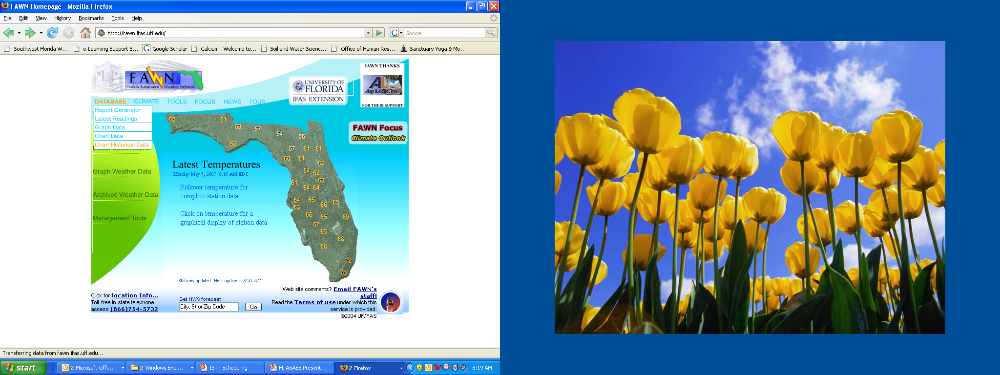 FAWN Homepage - Mozilla Firefox
File Edit View History Bookmarks Tools Help
http://fawn.ifas.ufl.edu/
G Google
Southwest Florida W... e-Learning Support S... Google Scholar Calcium - Welcome to... Soil and Water Scienc... Office of Human Res... Sanctuary Yoga & Me...
FAWN
Florida Automated Weather Network
UNIVERSITY OF
FLORIDA
IFAS EXTENSION
FAWN THANKS
AL
AgriLogic, Inc.
FOR THEIR SUPPORT
DATABASE CLIMATE TOOLS FOCUS NEWS TOUR
Report Generator
Latest Readings
Graph Data
Chart Data
Chart Historical Data
Latest Observations
Graph Weather Data
Archived Weather Data
Management Tools
FAWN Focus
Climate Outlook
65 61
59 57
54 56
62
57 61 61
60 61
62
64 62
61 63
64 64
64 65 65
63 66
66 65 69
67
65
68
66
72
70
Latest Temperatures
Monday May 7, 2007 8:16 AM EDT
Rollover temperature for
complete station data.
Click on temperature for a
graphical display of station data.
Stations updated. Next update at 8:21 AM
Click for location Info...
Toll-free in-state telephone
access (866)754-5732
Get NWS forecast
City, St or Zip Code Go
Web site comments? Email FAWN's
staff!
Read the Terms of use under which this
service is provided.
©2004 UF/IFAS
Transferring data from fawn.ifas.ufl.edu...
start 2 Microsoft Offi... 2 Windows Expl... IST - Scheduling FL ASABE Present... 2 Firefox 8:19 AM